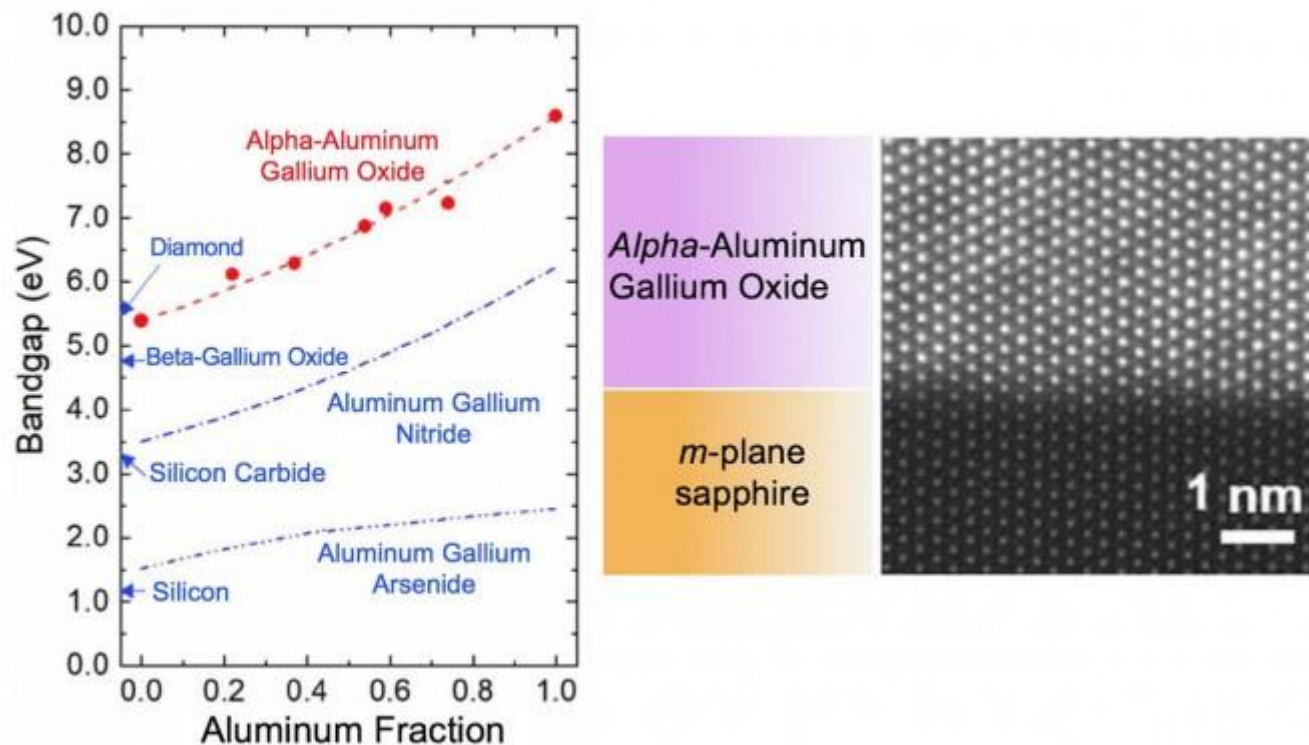 10.0
9.0
8.0
7.0
6.0
5.0
4.0
3.0
2.0
1.0
0.0
Bandgap (eV)
0.0 0.2 0.4 0.6 0.8 1.0
Aluminum Fraction
Alpha-Aluminum
Gallium Oxide
Diamond
Beta-Gallium Oxide
Aluminum Gallium
Nitride
Silicon Carbide
Aluminum Gallium
Arsenide
Silicon
Alpha-Aluminum
Gallium Oxide
m-plane
sapphire
1 nm